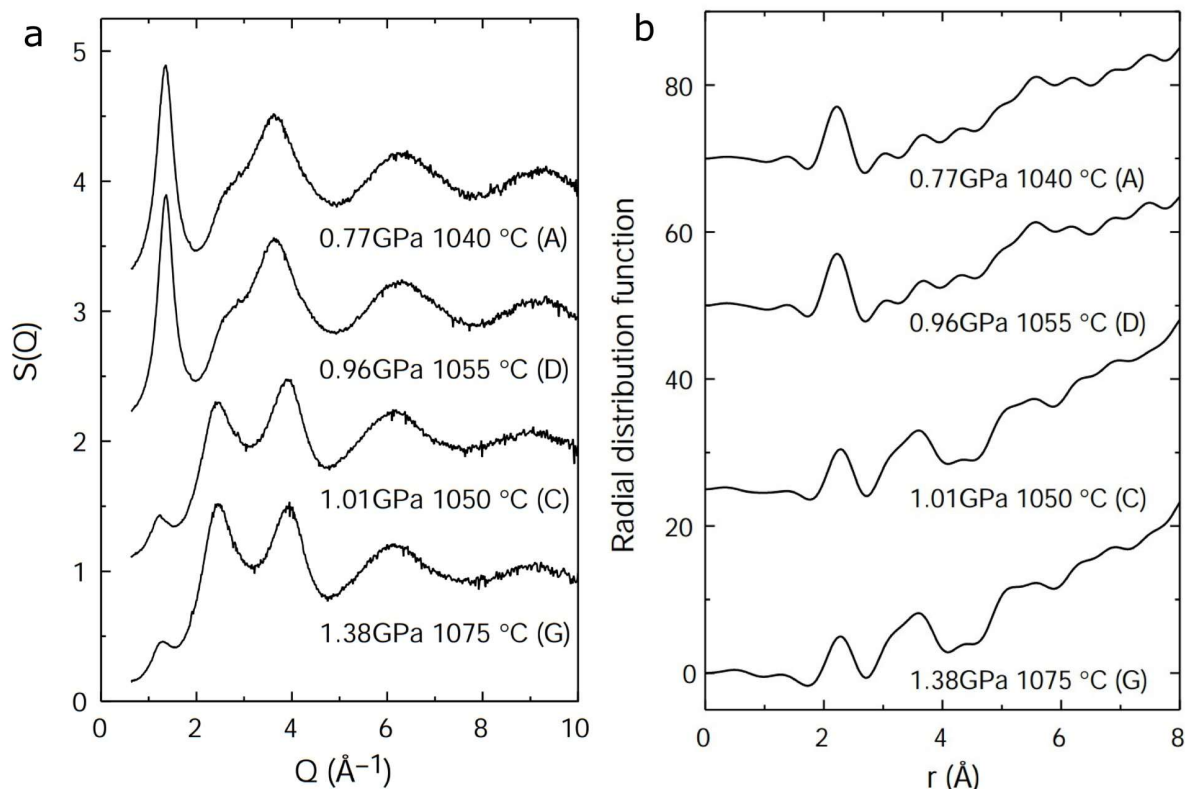 a
5
4
3
2
1
0
S(Q)
0.77GPa 1040 °C (A)
0.96GPa 1055 °C (D)
1.01GPa 1050 °C (C)
1.38GPa 1075 °C (G)
0 2 4 6 8 10
Q (Å⁻¹)
b
80
60
40
20
0
Radial distribution function
0.77GPa 1040 °C (A)
0.96GPa 1055 °C (D)
1.01GPa 1050 °C (C)
1.38GPa 1075 °C (G)
0 2 4 6 8
r (Å)